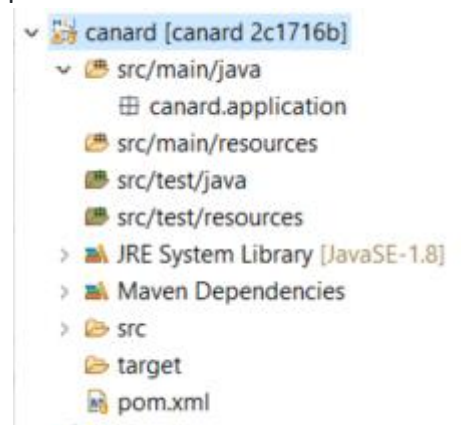 canard [canard 2c1716b]
src/main/java
canard.application
src/main/resources
src/test/java
src/test/resources
JRE System Library [JavaSE-1.8]
Maven Dependencies
src
target
pom.xml